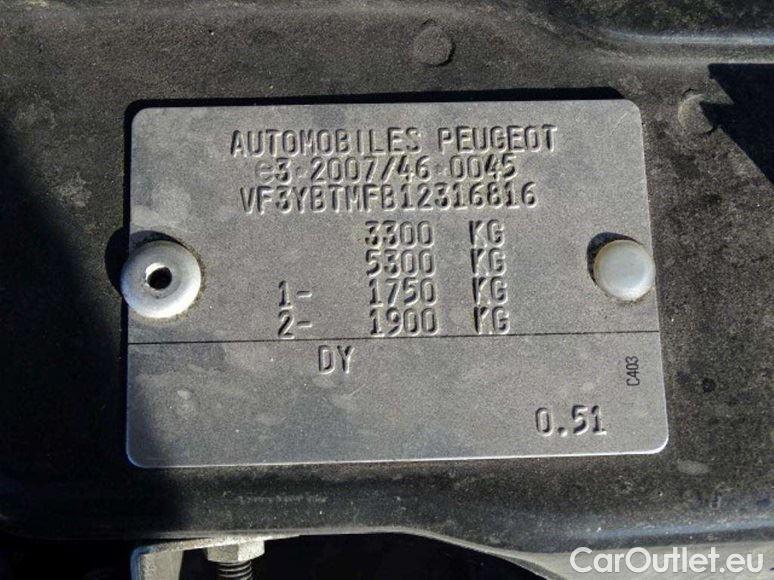 AUTOMOBILES PEUGEOT
e3*2007/46*0045
VF3YBTMFB12316816
3300 KG
5300 KG
1- 1750 KG
2- 1900 KG
DY
C403
0.51
CarOutlet.eu